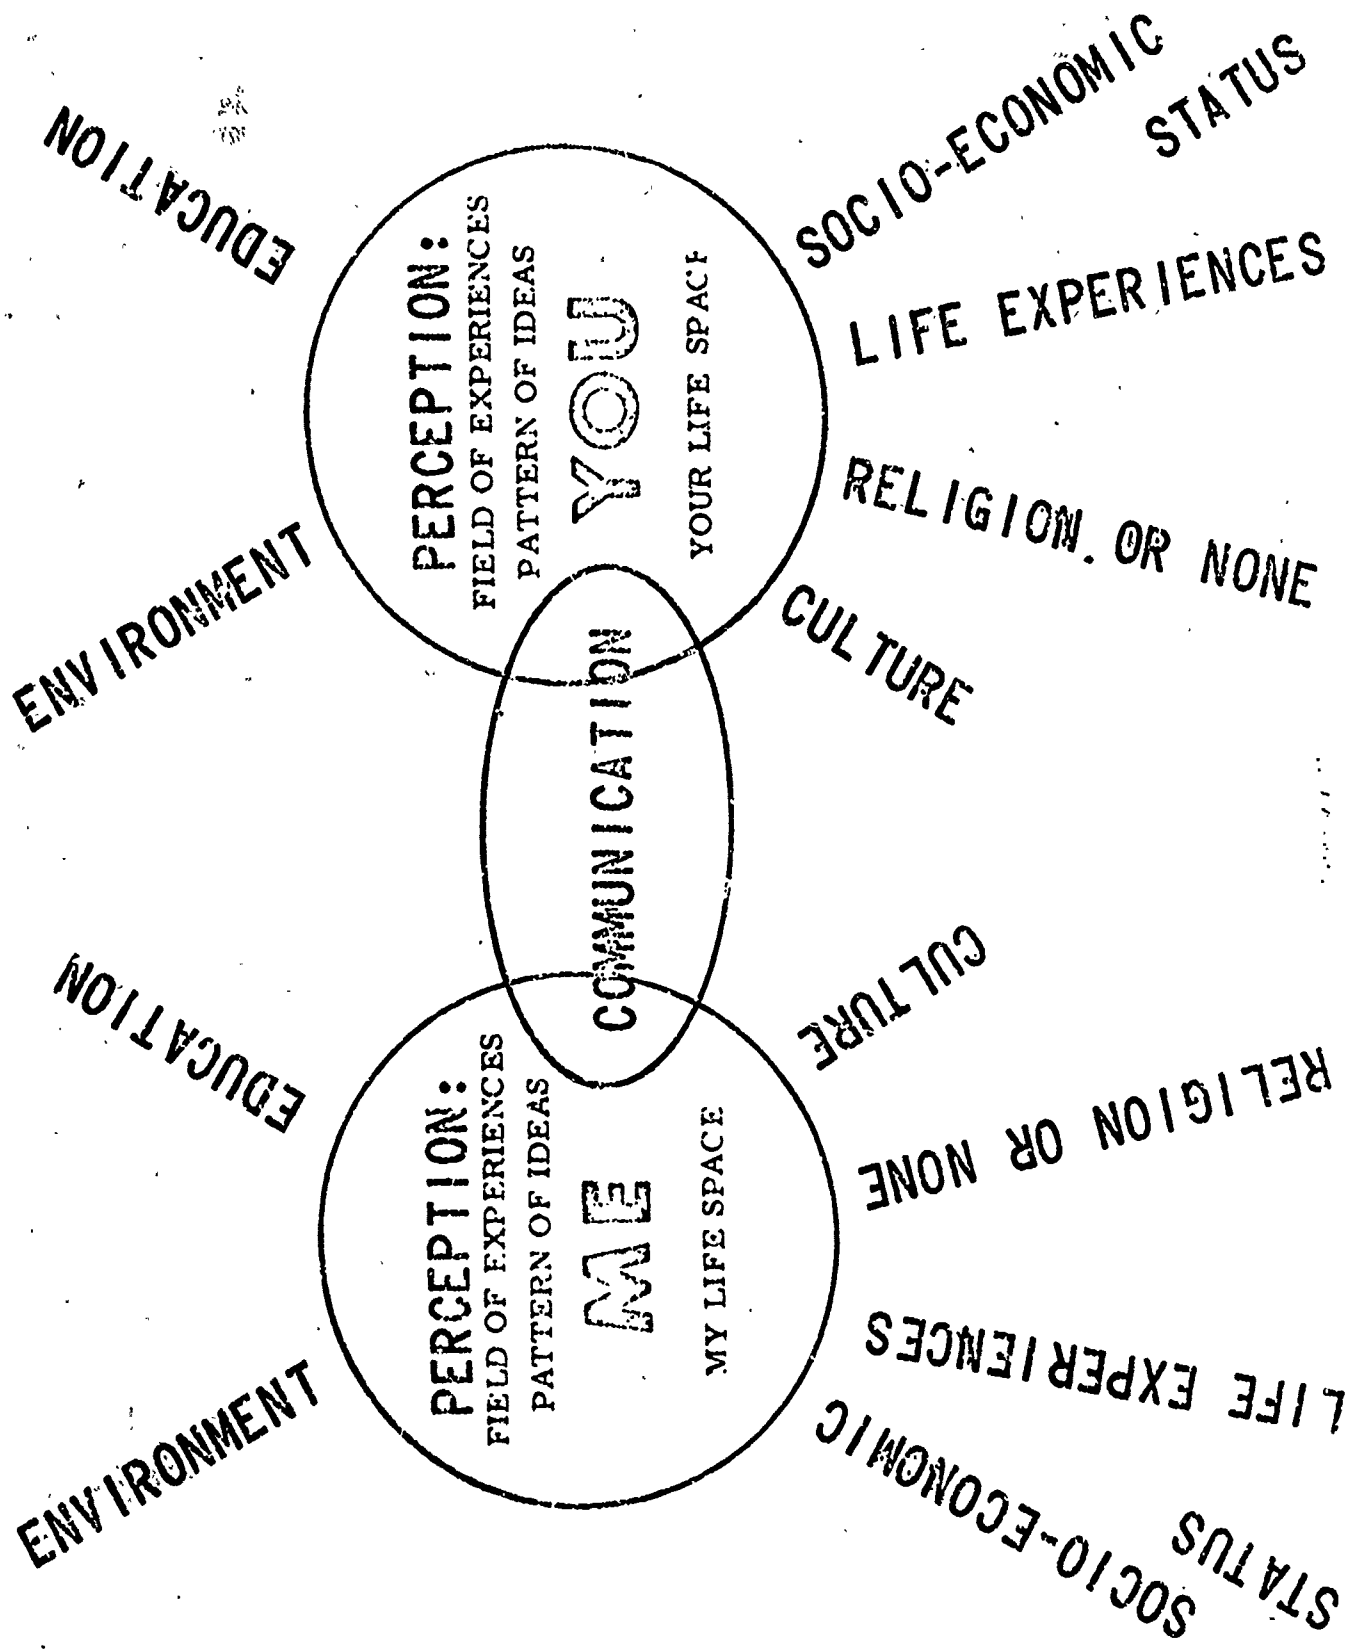 ENVIRONMENT
EDUCATION
ENVIRONMENT
EDUCATION
PERCEPTION:
FIELD OF EXPERIENCES
PATTERN OF IDEAS
ME
MY LIFE SPACE
COMMUNICATION
PERCEPTION:
FIELD OF EXPERIENCES
PATTERN OF IDEAS
YOU
YOUR LIFE SPACE
SOCIO-ECONOMIC
STATUS
LIFE EXPERIENCES
RELIGION OR NONE
CULTURE
CULTURE
RELIGION OR NONE
LIFE EXPERIENCES
SOCIO-ECONOMIC
STATUS